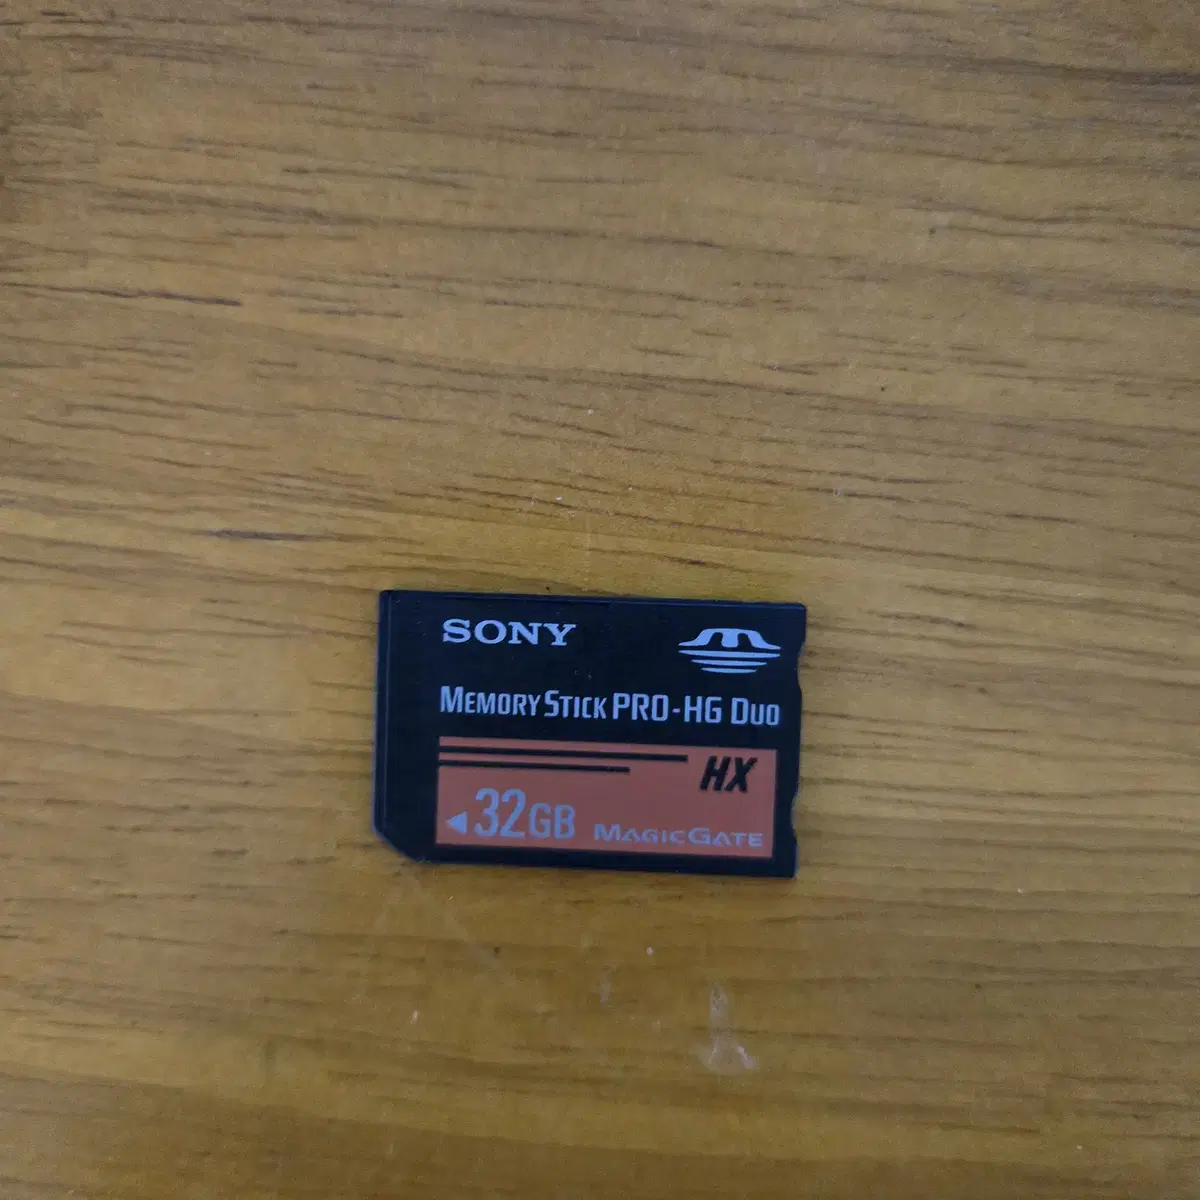 SONY
MEMORY STICK PRO-HG DUO
HX
32GB MAGICGATE